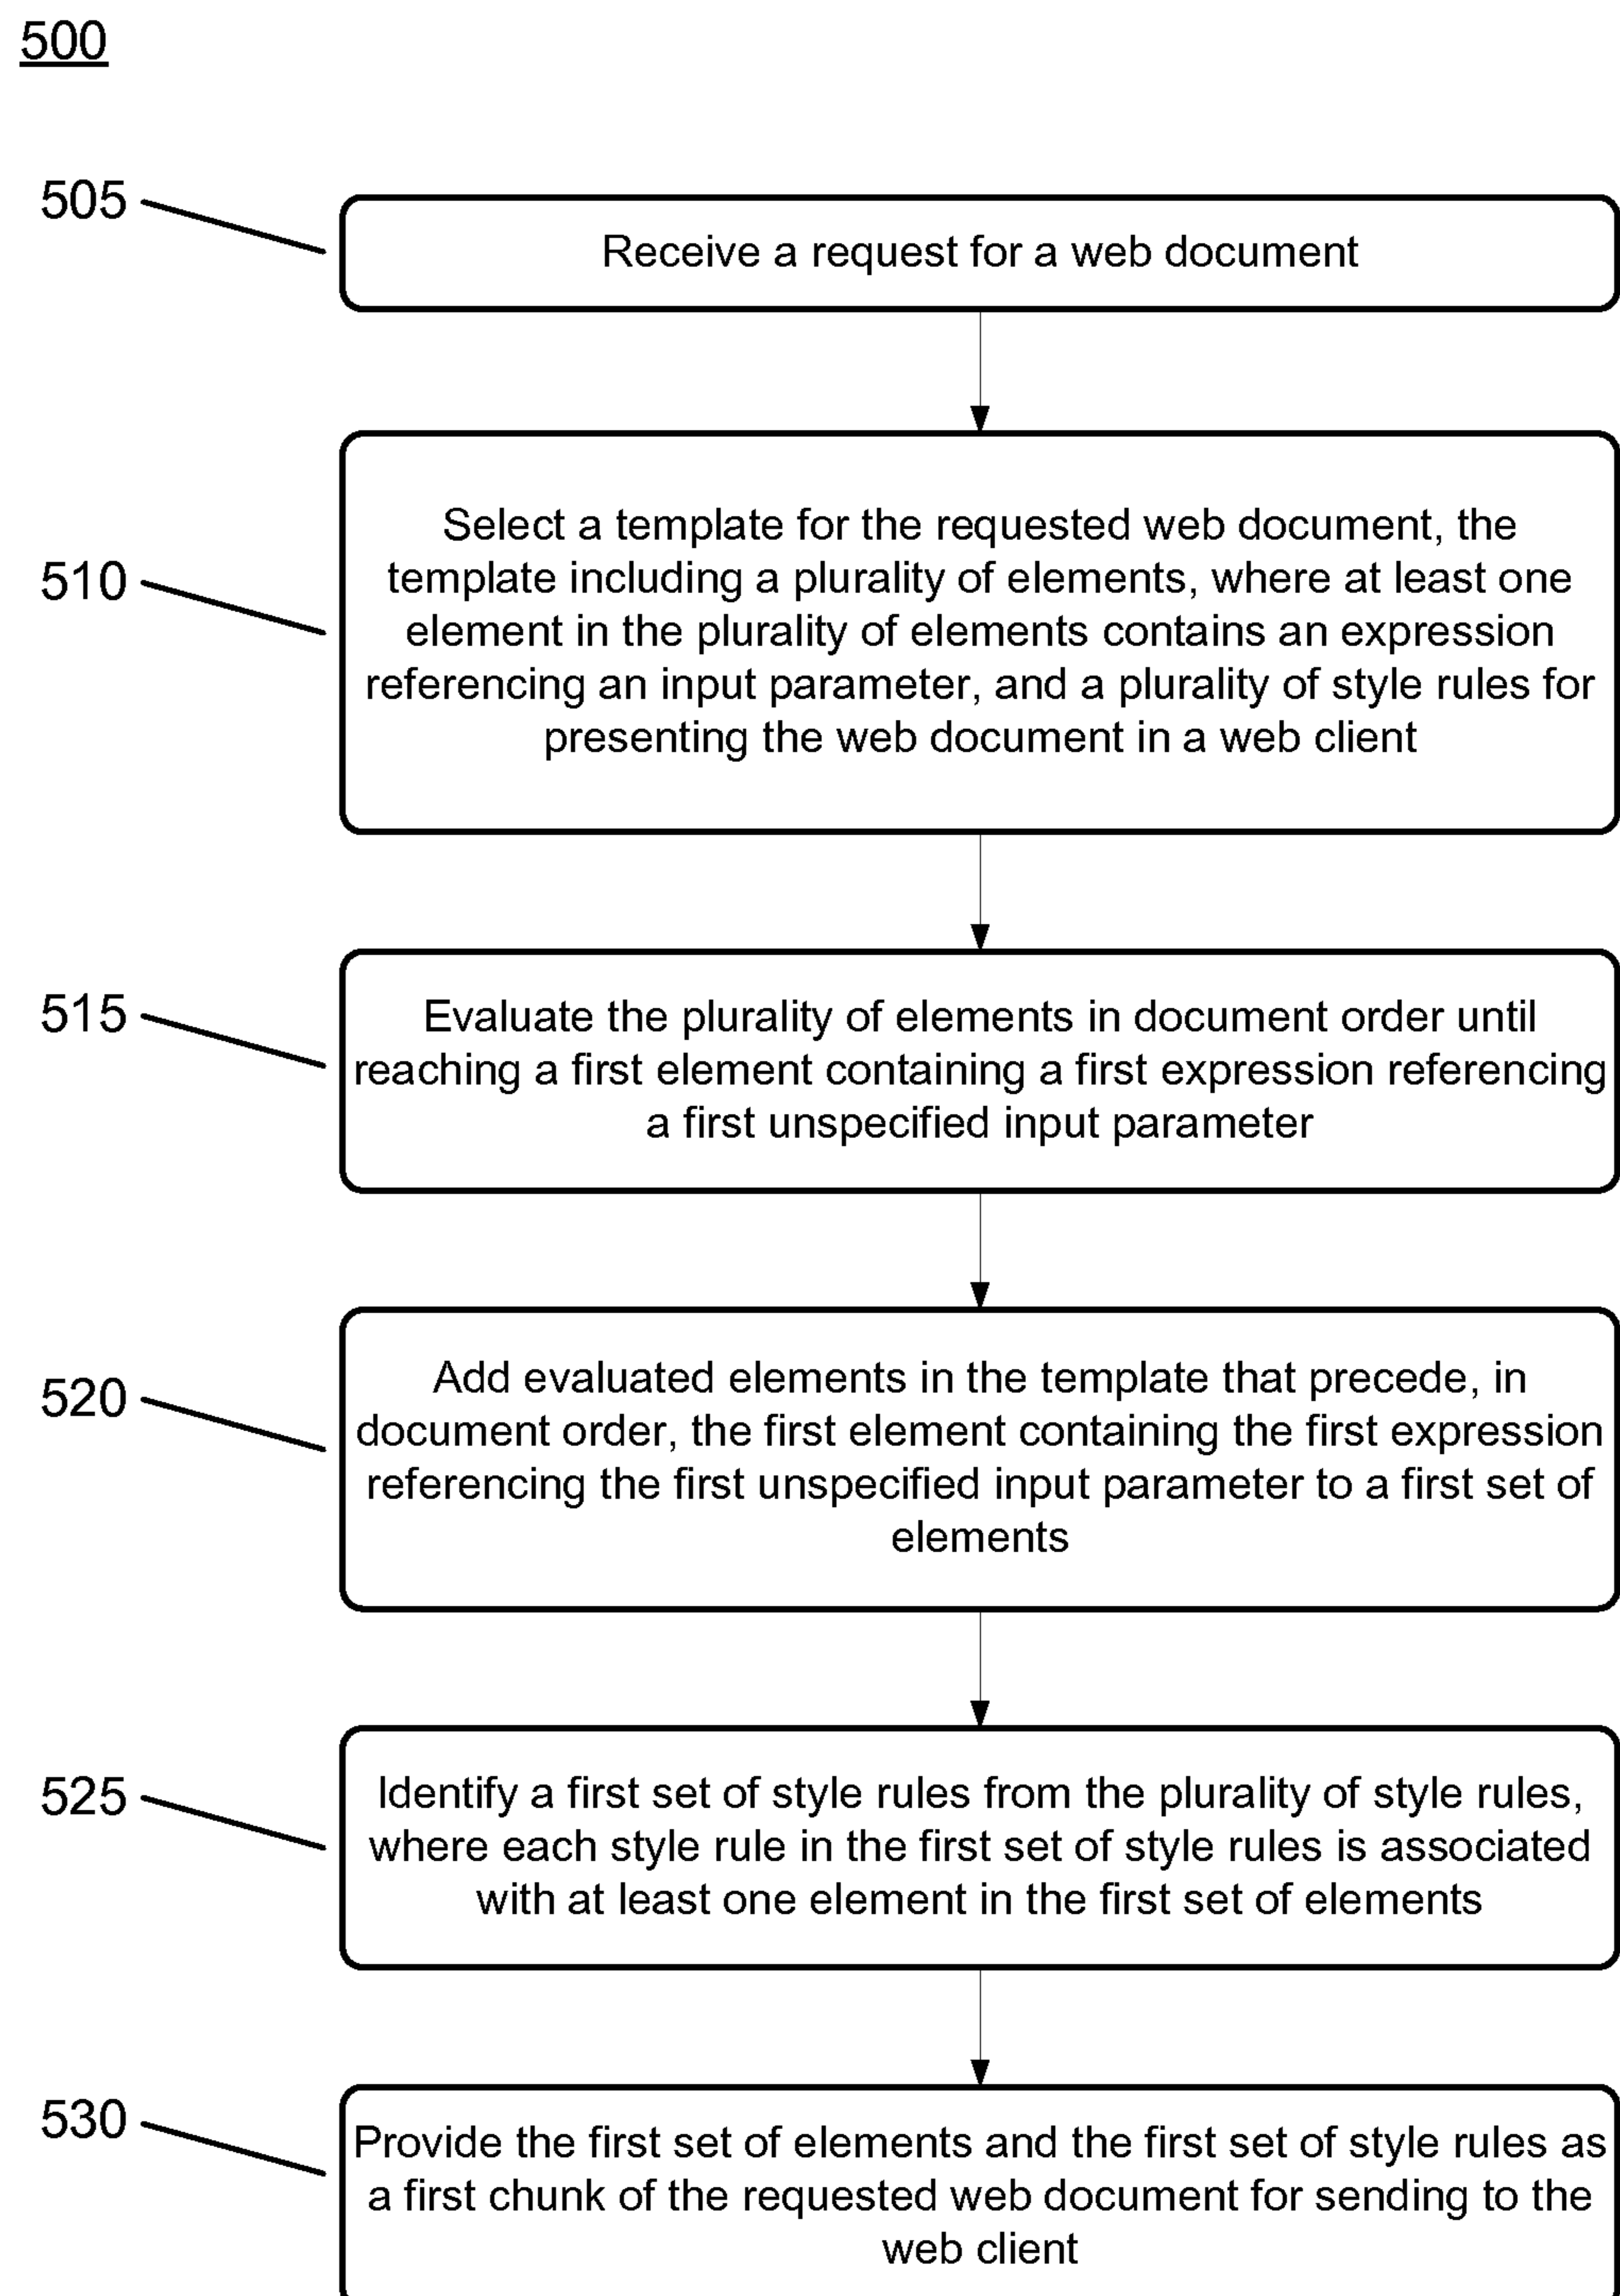 500
505
Receive a request for a web document
510
Select a template for the requested web document, the
template including a plurality of elements, where at least one
element in the plurality of elements contains an expression
referencing an input parameter, and a plurality of style rules for
presenting the web document in a web client
515
Evaluate the plurality of elements in document order until
reaching a first element containing a first expression referencing
a first unspecified input parameter
520
Add evaluated elements in the template that precede, in
document order, the first element containing the first expression
referencing the first unspecified input parameter to a first set of
elements
525
Identify a first set of style rules from the plurality of style rules,
where each style rule in the first set of style rules is associated
with at least one element in the first set of elements
530
Provide the first set of elements and the first set of style rules as
a first chunk of the requested web document for sending to the
web client